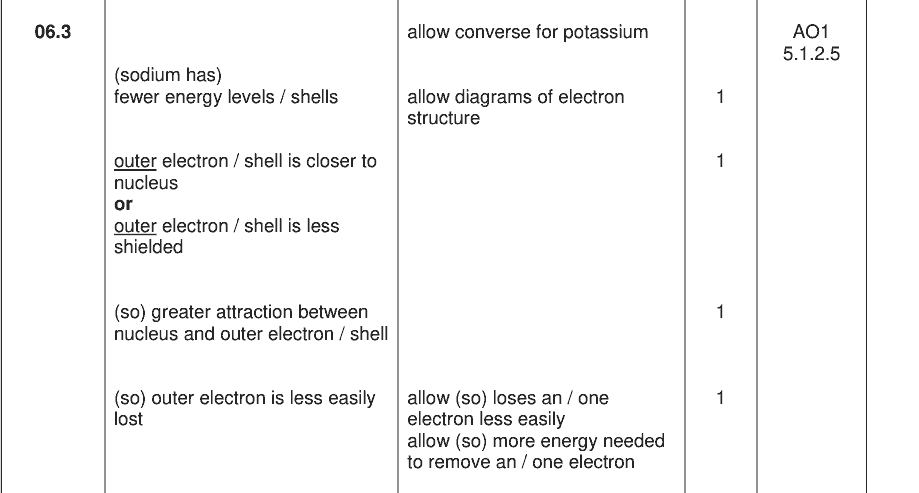 06.3
allow converse for potassium
AO1
5.1.2.5
(sodium has)
fewer energy levels / shells
allow diagrams of electron
structure
1
outer electron / shell is closer to
nucleus
or
outer electron / shell is less
shielded
1
(so) greater attraction between
nucleus and outer electron / shell
1
(so) outer electron is less easily
lost
allow (so) loses an / one
electron less easily
allow (so) more energy needed
to remove an / one electron
1